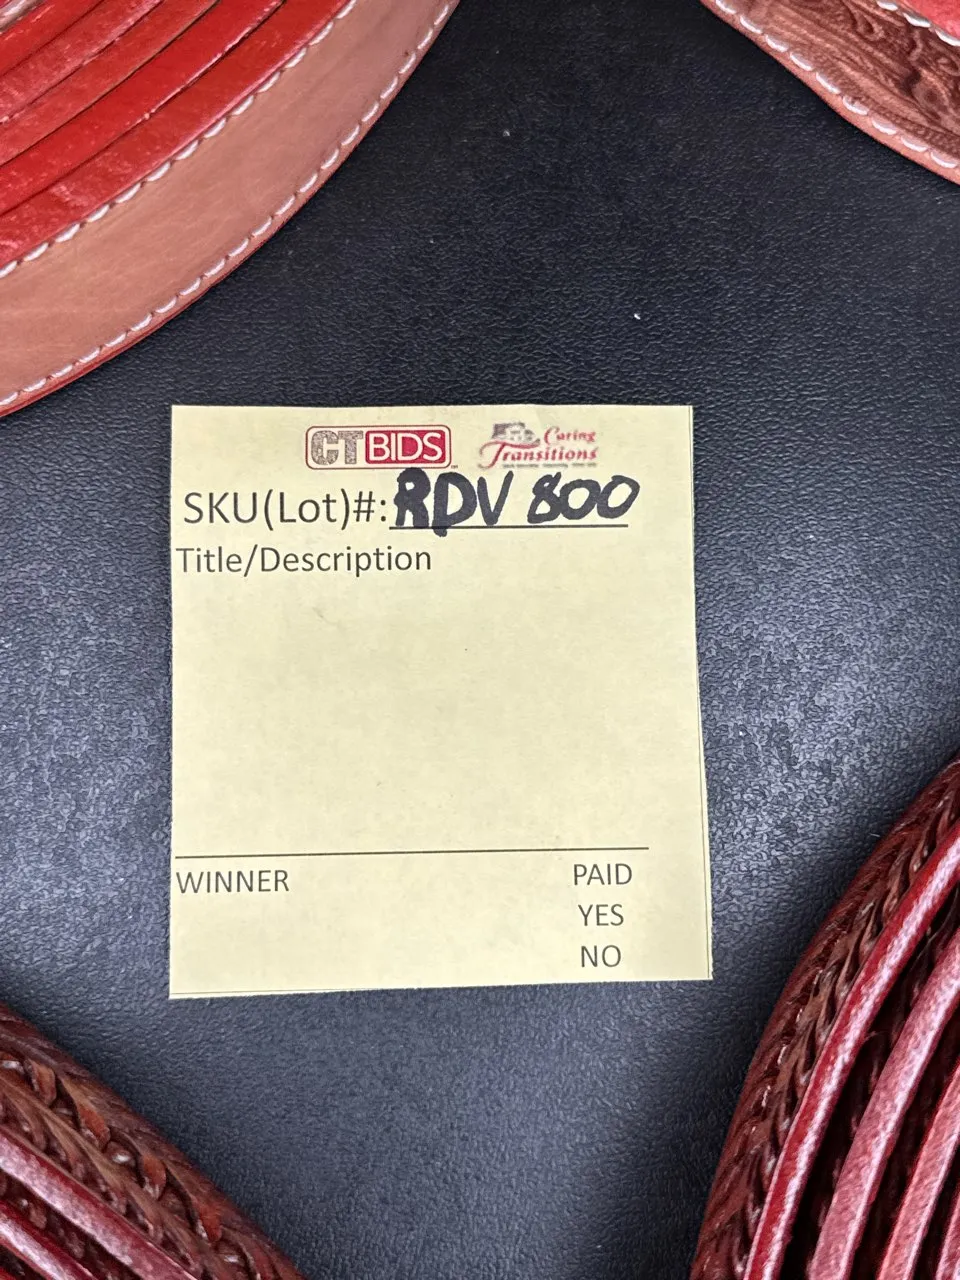 CTBIDS Caring Transitions
SKU(Lot)#: RDV 800
Title/Description
WINNER PAID
YES
NO